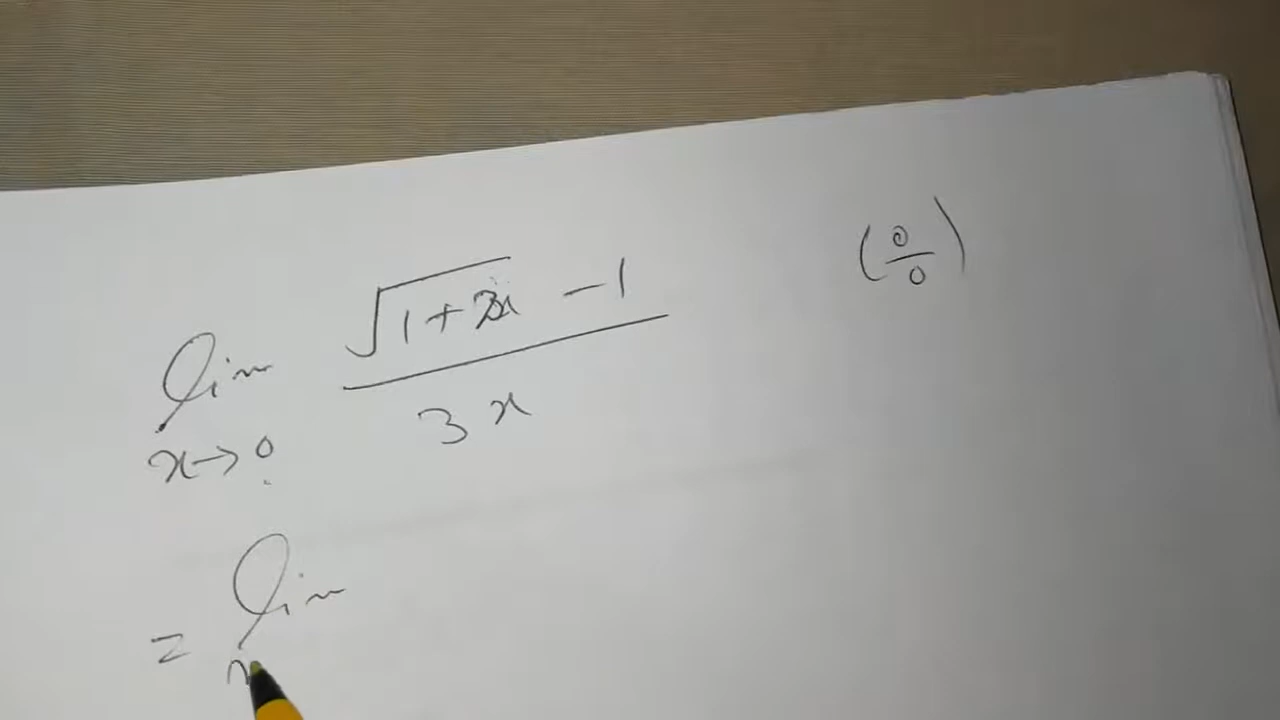 lim x→0 (√(1+2x) − 1) / (3x) (0/0)
= lim
x